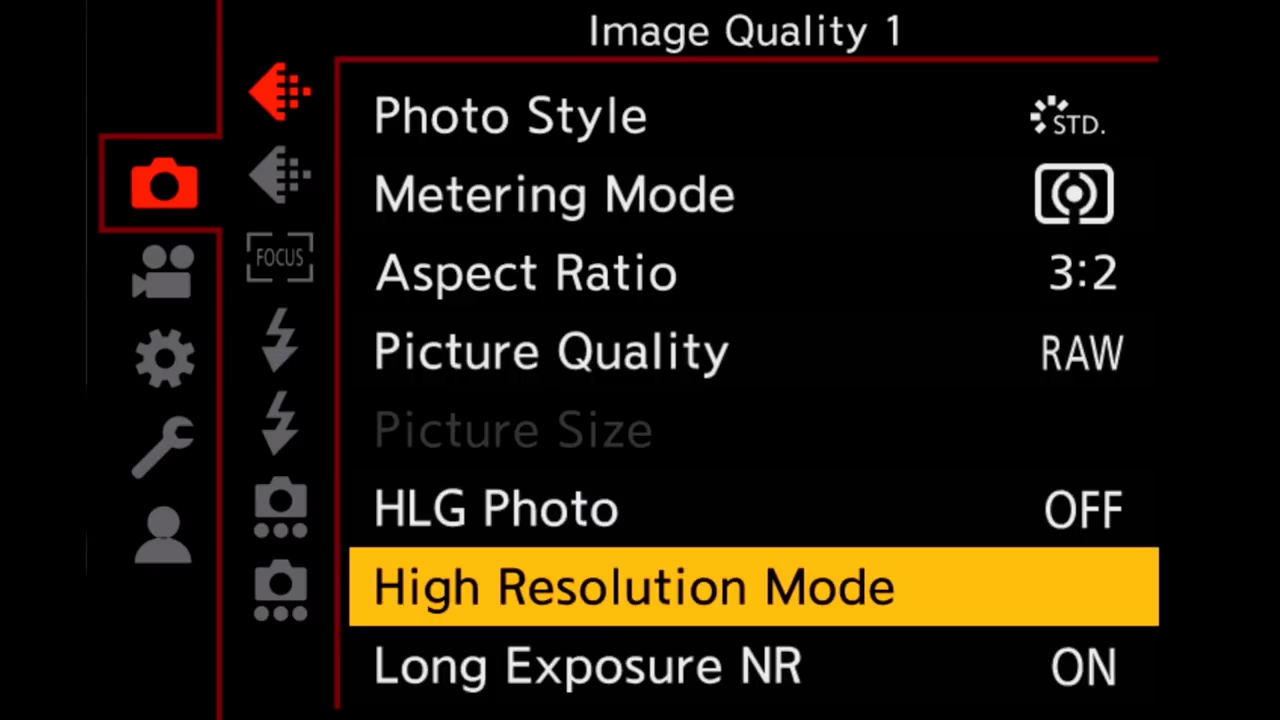 Image Quality 1
Photo Style STD.
Metering Mode
Aspect Ratio 3:2
FOCUS
Picture Quality RAW
Picture Size
HLG Photo OFF
High Resolution Mode
Long Exposure NR ON